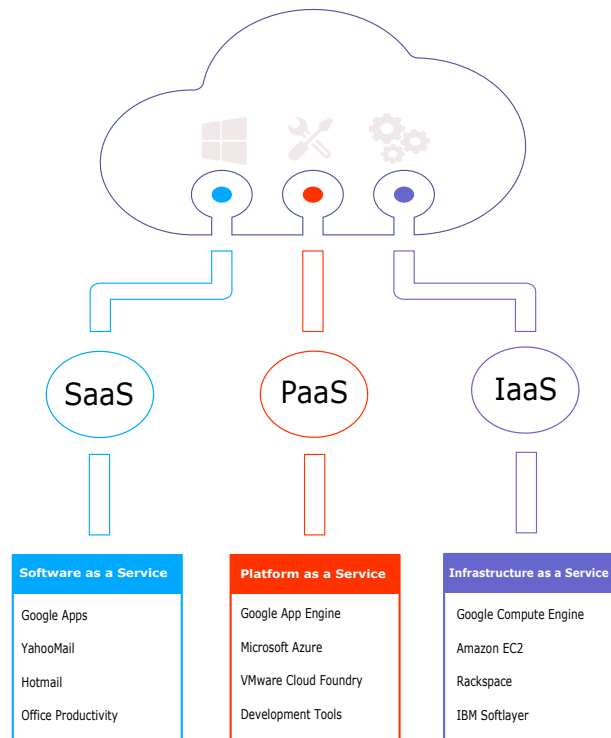 SaaS
PaaS
IaaS
Software as a Service
Google Apps
YahooMail
Hotmail
Office Productivity
Platform as a Service
Google App Engine
Microsoft Azure
VMware Cloud Foundry
Development Tools
Infrastructure as a Service
Google Compute Engine
Amazon EC2
Rackspace
IBM Softlayer